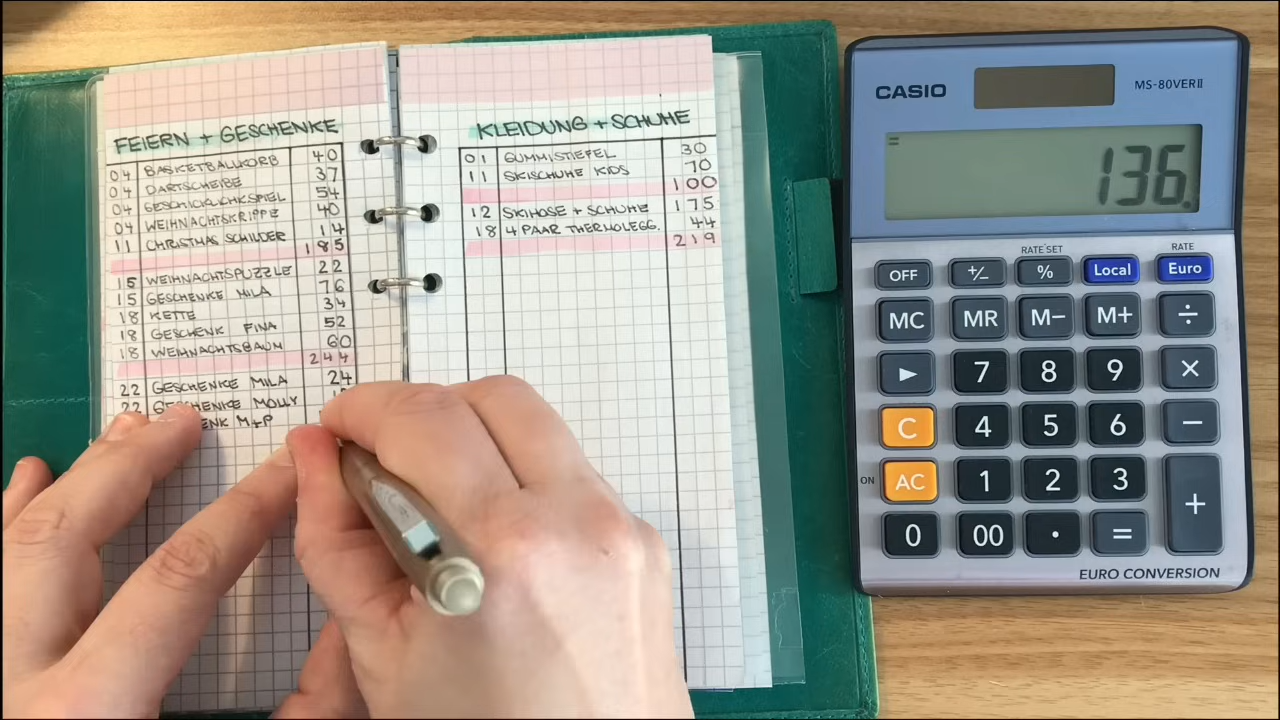 FEIERN + GESCHENKE
04 BASKETBALLKORB 40
04 DARTSCHEIBE 37
04 GESCHICKLICHKSPIEL 54
04 WEIHNACHTSKRIPPE 40
11 CHRISTMAS SCHILDER 14
185
15 WEIHNACHTSPUZZLE 22
15 GESCHENKE MILA 76
18 KETTE 34
18 GESCHENK FINA 52
18 WEIHNACHTSBAUM 60
244
22 GESCHENKE MILA 24
22 GESCHENKE MOLLY
M+P
KLEIDUNG + SCHUHE
01 GUMMISTIEFEL 30
11 SKISCHUHE KIDS 70
100
12 SKIHOSE + SCHUHE 175
18 4 PAAR THERMOLEGG. 44
219
CASIO
MS-80VERII
=
136.
RATE SET RATE
OFF +/- % Local Euro
MC MR M− M+ ÷
► 7 8 9 ×
C 4 5 6 −
ON AC 1 2 3 +
0 00 · =
EURO CONVERSION